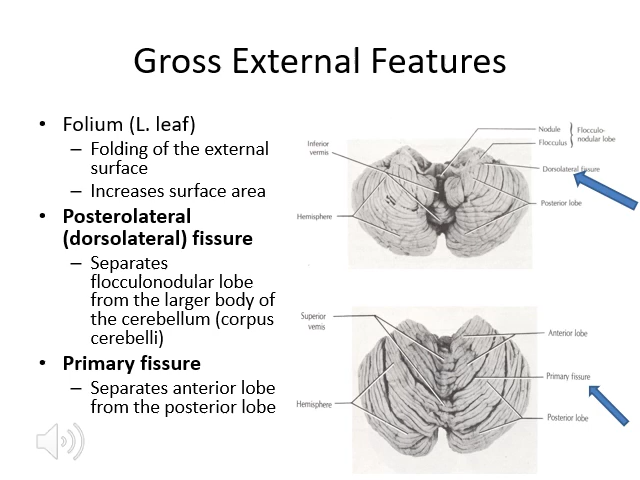 Gross External Features
• Folium (L. leaf)
– Folding of the external
surface
– Increases surface area
• Posterolateral
(dorsolateral) fissure
– Separates
flocculonodular lobe
from the larger body of
the cerebellum (corpus
cerebelli)
• Primary fissure
– Separates anterior lobe
from the posterior lobe
Nodule
Flocculus
Flocculo-
nodular lobe
Inferior
vermis
Dorsolateral fissure
Posterior lobe
Hemisphere
Superior
vemis
Anterior lobe
Primary fissure
Hemisphere
Posterior lobe